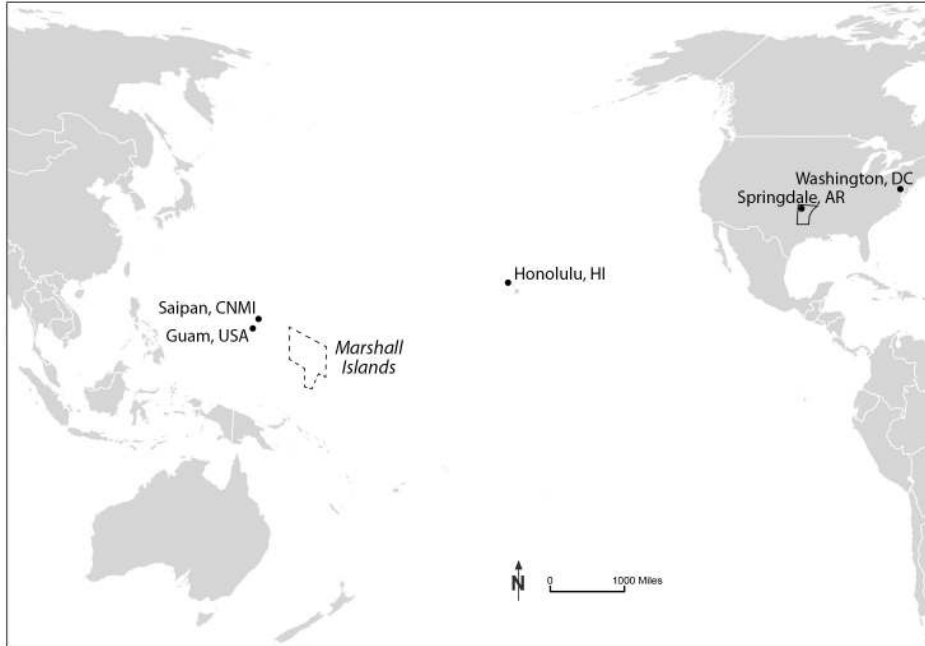 Washington, DC
Springdale, AR
Honolulu, HI
Saipan, CNMI
Guam, USA
Marshall
Islands
N
0 1000 Miles